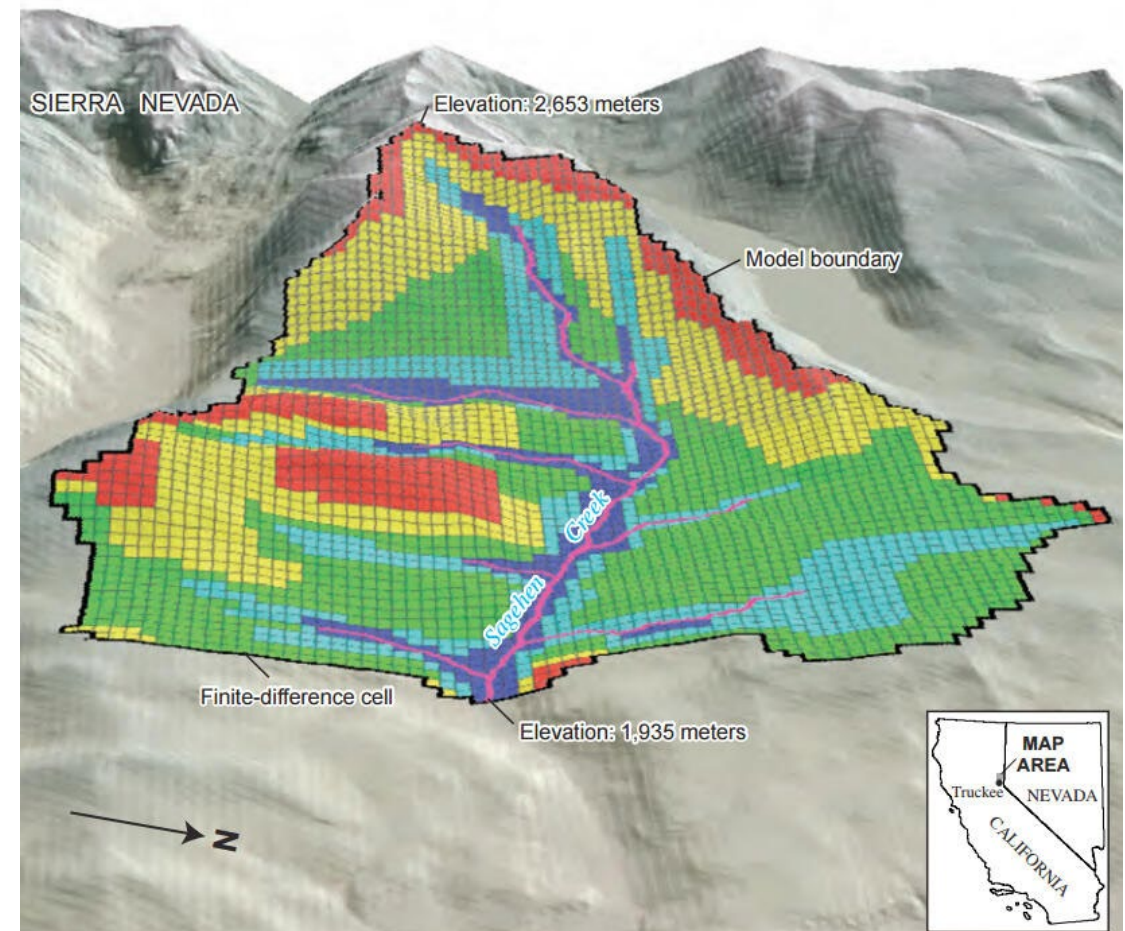 SIERRA NEVADA
Elevation: 2,653 meters
Model boundary
Sagehen Creek
Finite-difference cell
Elevation: 1,935 meters
N
MAP
AREA
Truckee
NEVADA
CALIFORNIA